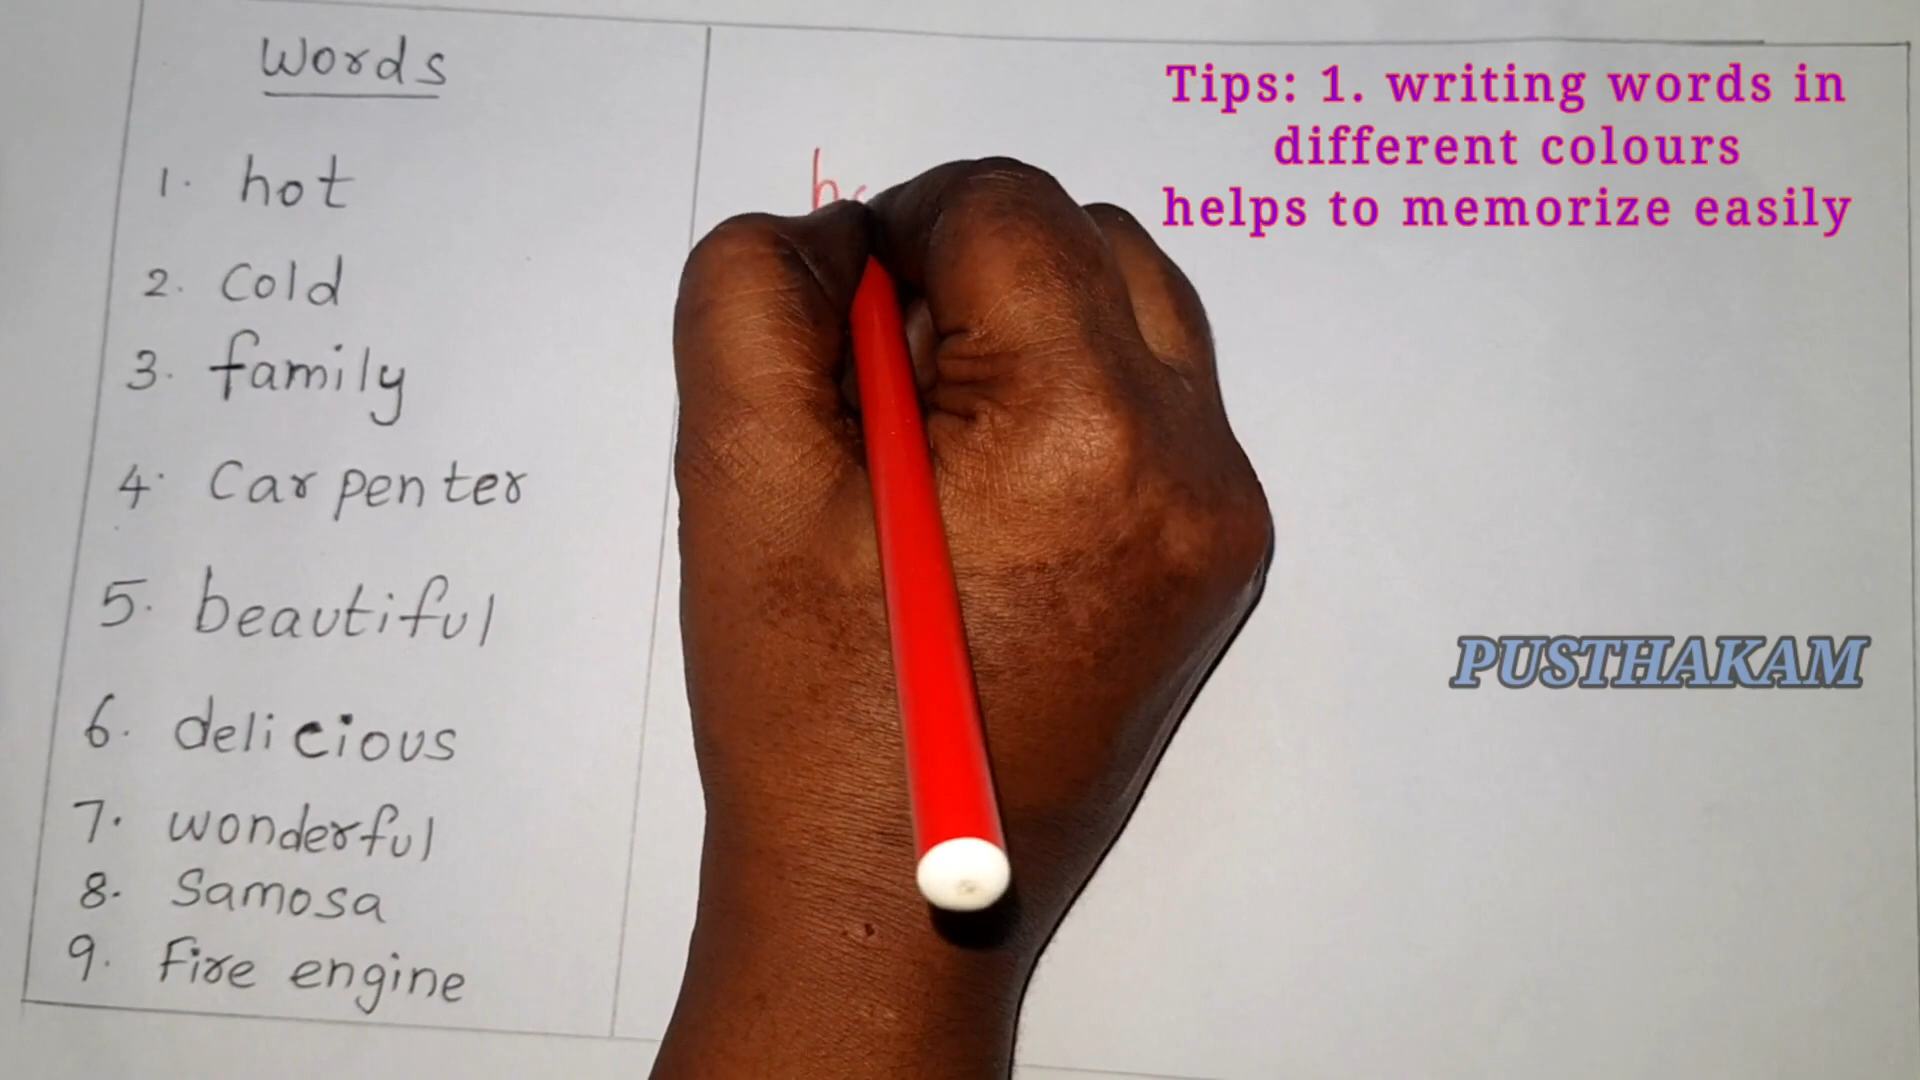 Words
1. hot
2. Cold
3. family
4. Carpenter
5. beautiful
6. delicious
7. wonderful
8. Samosa
9. Fire engine
Tips: 1. writing words in
different colours
helps to memorize easily
PUSTHAKAM